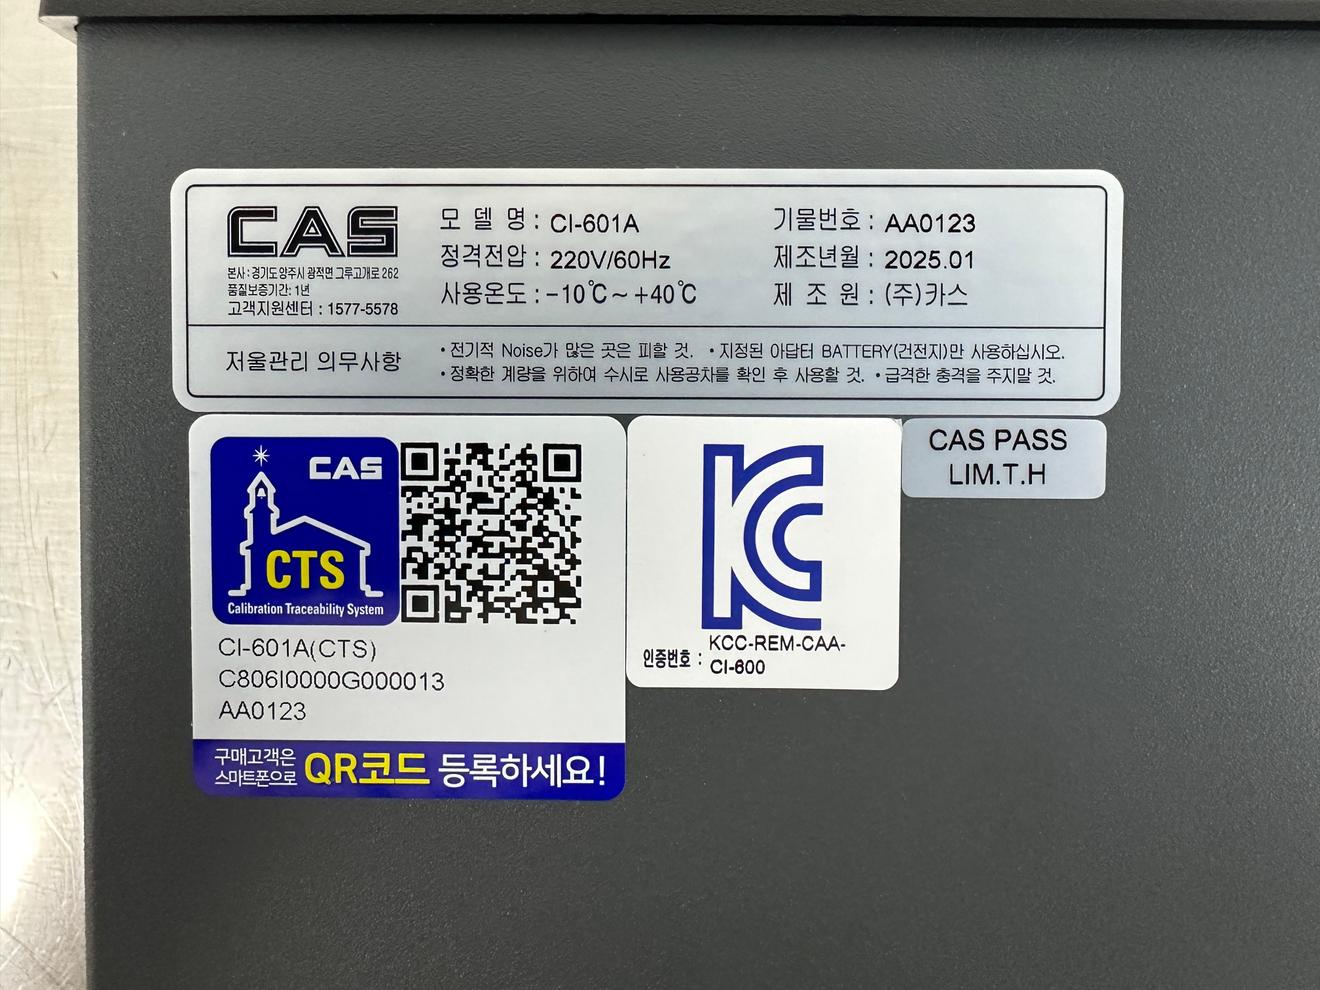 CAS
본사 : 경기도 양주시 광적면 그루고개로 262
품질보증기간: 1년
고객지원센터 : 1577-5578
모 델 명 : CI-601A
정격전압 : 220V/60Hz
사용온도 : -10℃ ~ +40℃
기물번호 : AA0123
제조년월 : 2025.01
제 조 원 : (주)카스
저울관리 의무사항
• 전기적 Noise가 많은 곳은 피할 것. • 지정된 아답터 BATTERY(건전지)만 사용하십시오.
• 정확한 계량을 위하여 수시로 사용공차를 확인 후 사용할 것. • 급격한 충격을 주지말 것.
CAS
CTS
Calibration Traceability System
CI-601A(CTS)
C806I0000G000013
AA0123
구매고객은
스마트폰으로
QR코드 등록하세요!
KC
인증번호 : KCC-REM-CAA-
CI-600
CAS PASS
LIM.T.H